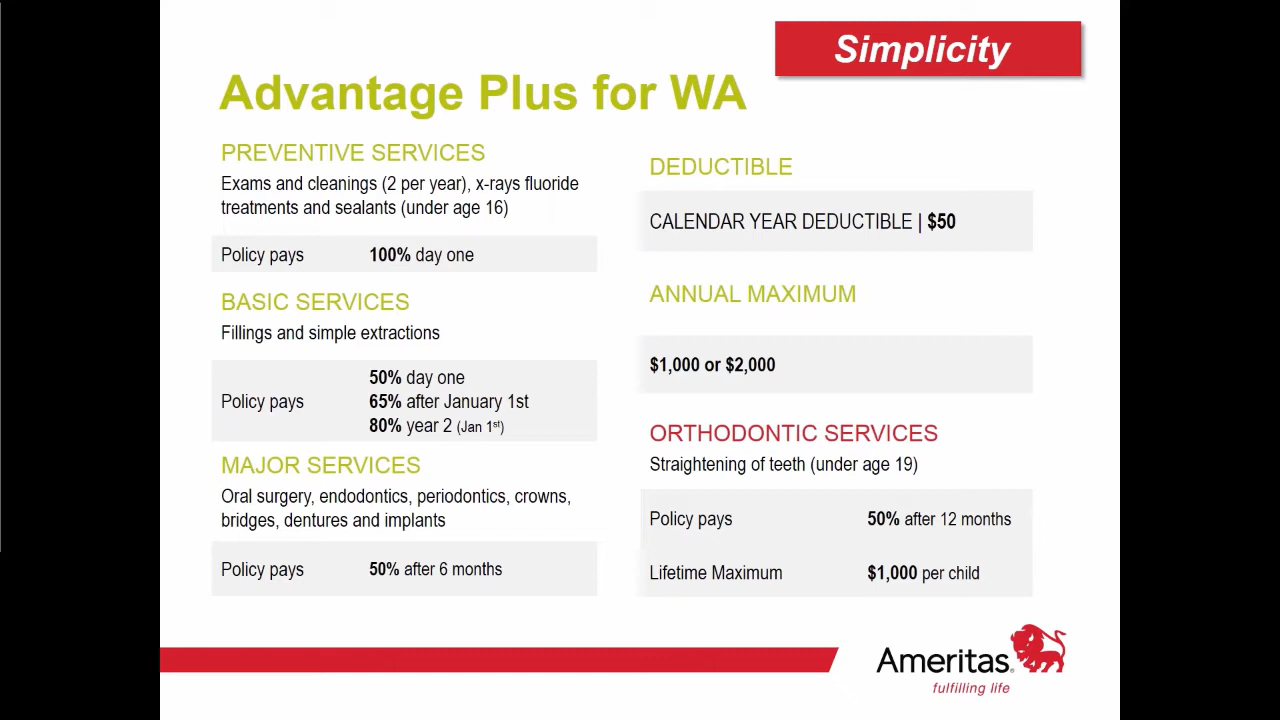 Simplicity
Advantage Plus for WA
PREVENTIVE SERVICES
Exams and cleanings (2 per year), x-rays fluoride
treatments and sealants (under age 16)
Policy pays 100% day one
BASIC SERVICES
Fillings and simple extractions
50% day one
Policy pays 65% after January 1st
80% year 2 (Jan 1st)
MAJOR SERVICES
Oral surgery, endodontics, periodontics, crowns,
bridges, dentures and implants
Policy pays 50% after 6 months
DEDUCTIBLE
CALENDAR YEAR DEDUCTIBLE | $50
ANNUAL MAXIMUM
$1,000 or $2,000
ORTHODONTIC SERVICES
Straightening of teeth (under age 19)
Policy pays 50% after 12 months
Lifetime Maximum $1,000 per child
Ameritas®
fulfilling life